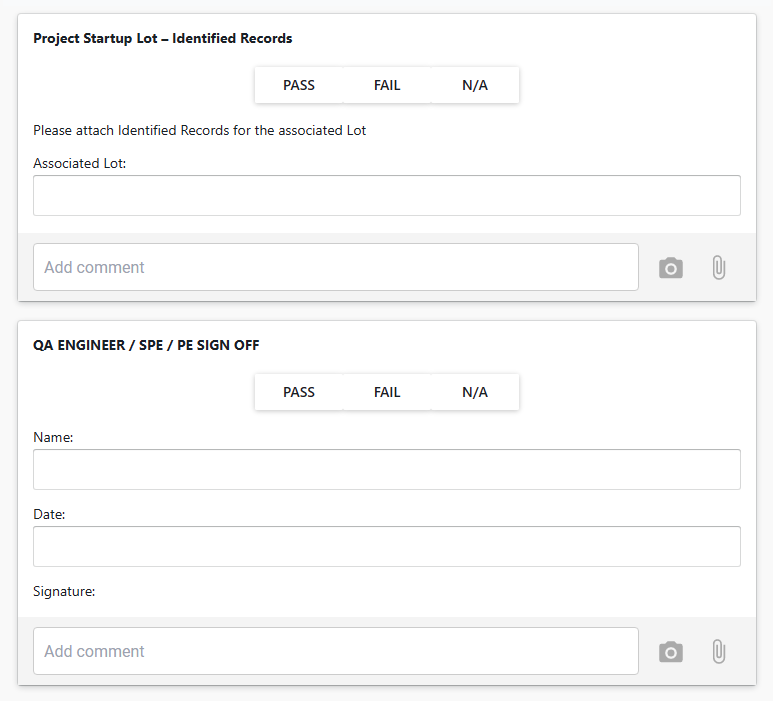 Project Startup Lot – Identified Records
PASS FAIL N/A
Please attach Identified Records for the associated Lot
Associated Lot:
Add comment
QA ENGINEER / SPE / PE SIGN OFF
PASS FAIL N/A
Name:
Date:
Signature:
Add comment